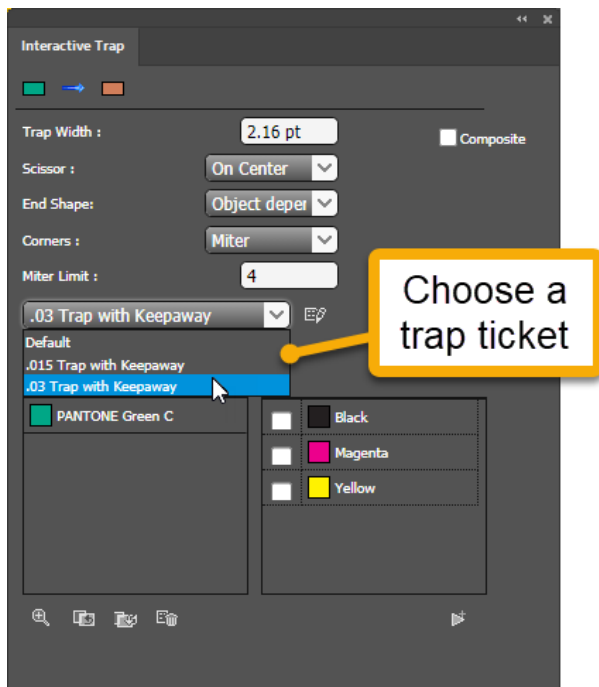 Interactive Trap
Trap Width :
2.16 pt
Composite
Scissor :
On Center
End Shape:
Object deper
Corners :
Miter
Miter Limit :
4
Choose a
trap ticket
.03 Trap with Keepaway
Default
.015 Trap with Keepaway
.03 Trap with Keepaway
PANTONE Green C
Black
Magenta
Yellow